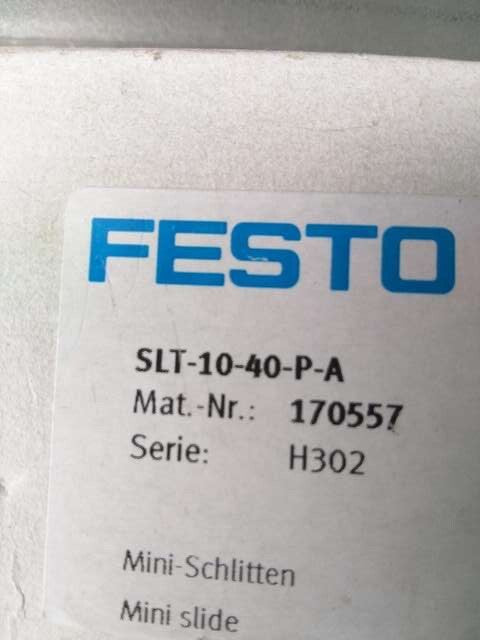 FESTO
SLT-10-40-P-A
Mat.-Nr.: 170557
Serie: H302
Mini-Schlitten
Mini slide